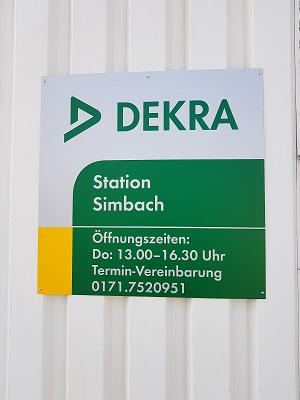 DEKRA
Station
Simbach
Öffnungszeiten:
Do: 13.00–16.30 Uhr
Termin-Vereinbarung
0171.7520951